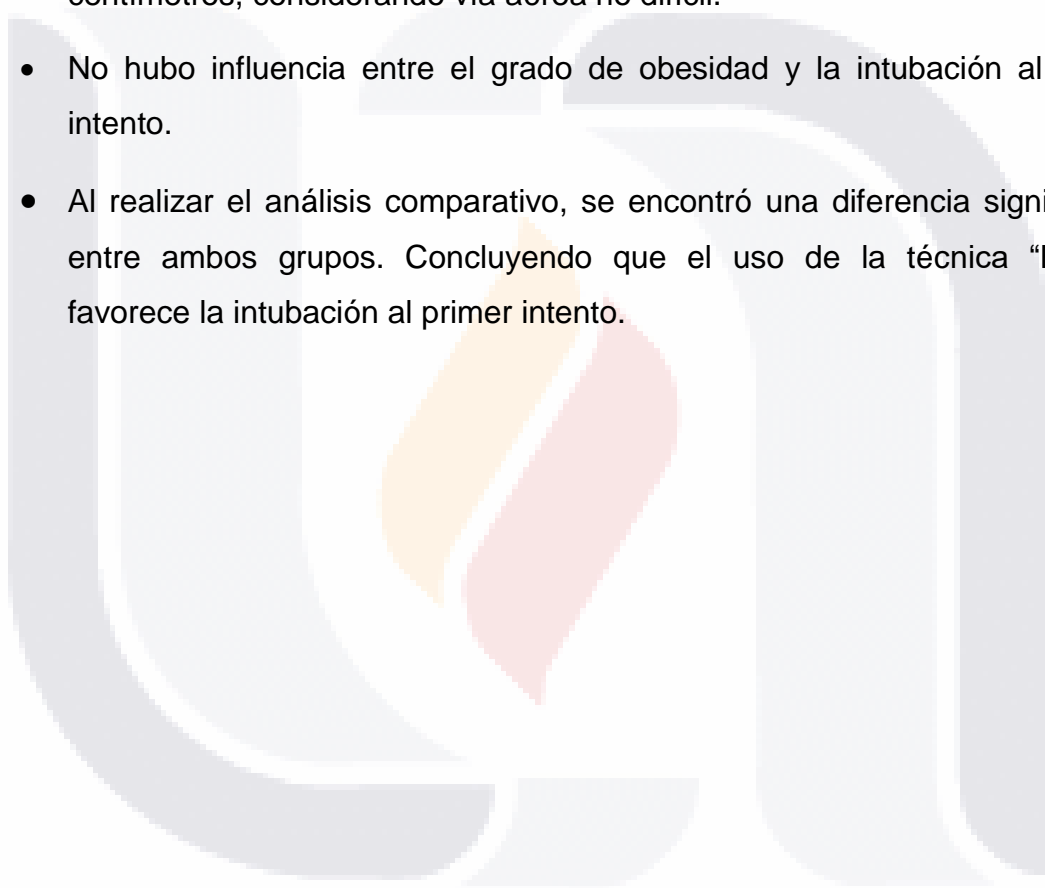 centímetros, considerando vía aérea no difícil.
• No hubo influencia entre el grado de obesidad y la intubación al
intento.
• Al realizar el análisis comparativo, se encontró una diferencia
entre ambos grupos. Concluyendo que el uso de la técnica
favorece la intubación al primer intento.